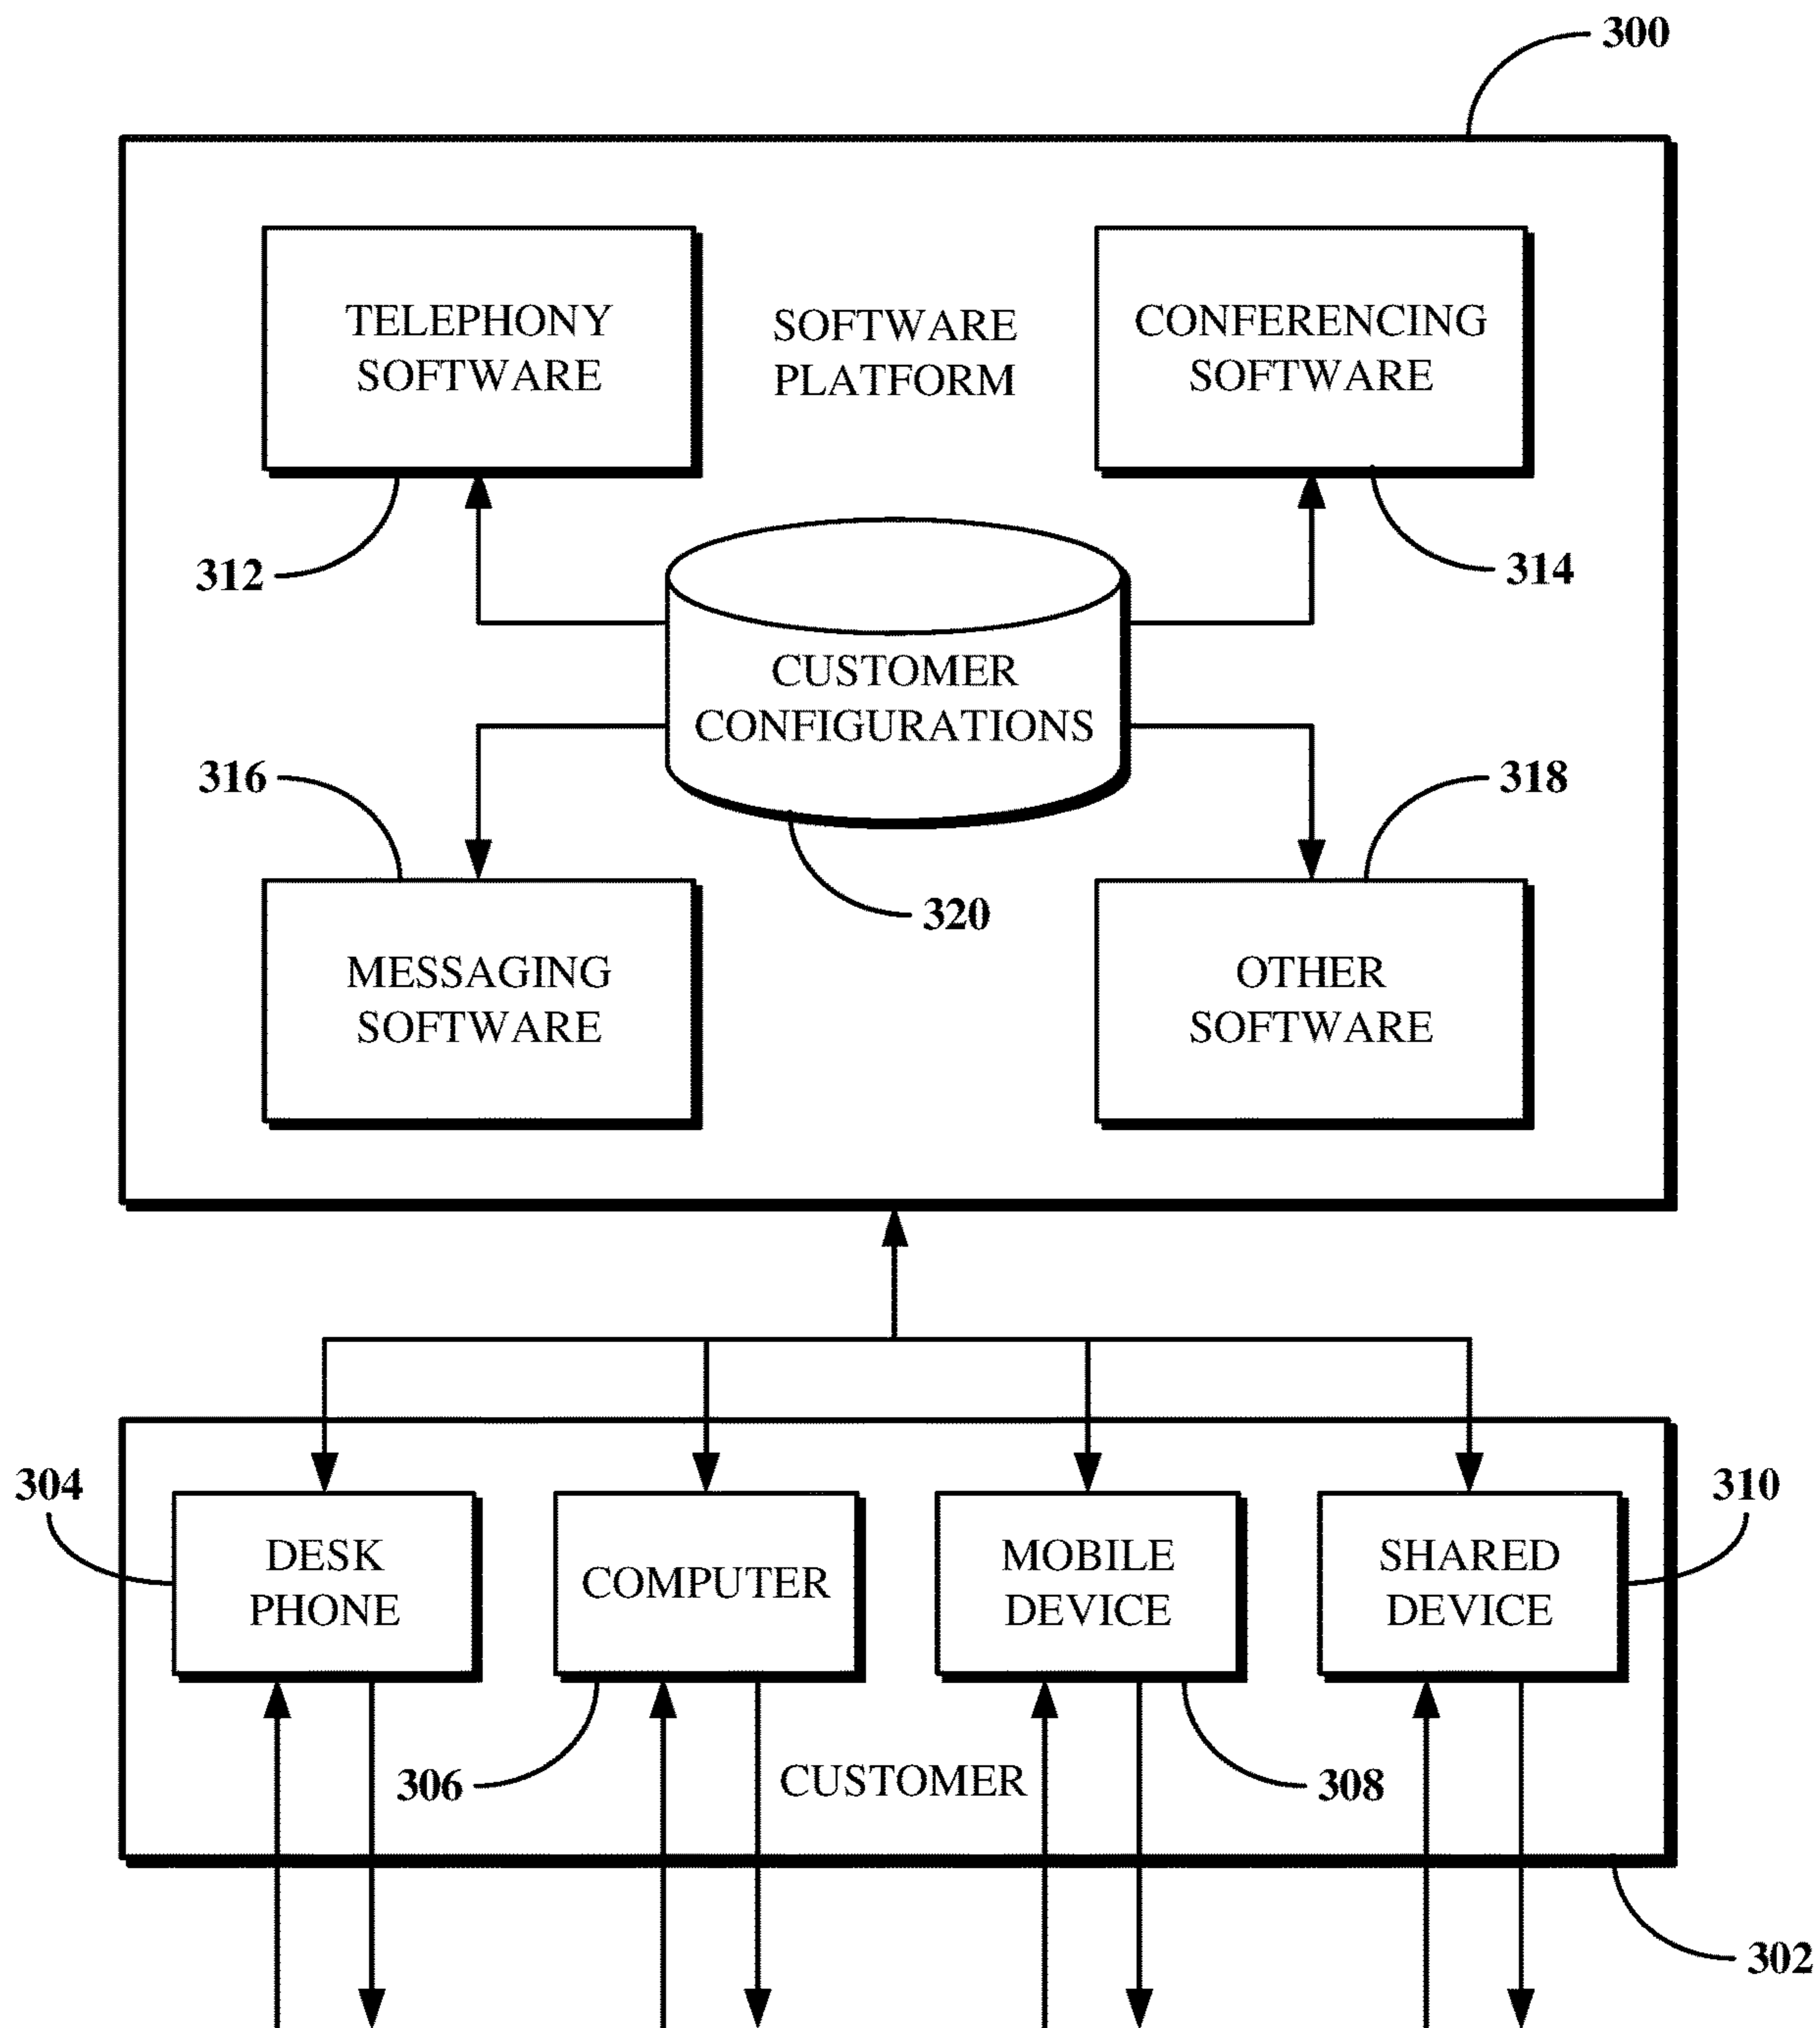 300
TELEPHONY
SOFTWARE
SOFTWARE
PLATFORM
CONFERENCING
SOFTWARE
312
314
CUSTOMER
CONFIGURATIONS
316
318
320
MESSAGING
SOFTWARE
OTHER
SOFTWARE
304
310
DESK
PHONE
COMPUTER
MOBILE
DEVICE
SHARED
DEVICE
306
CUSTOMER
308
302